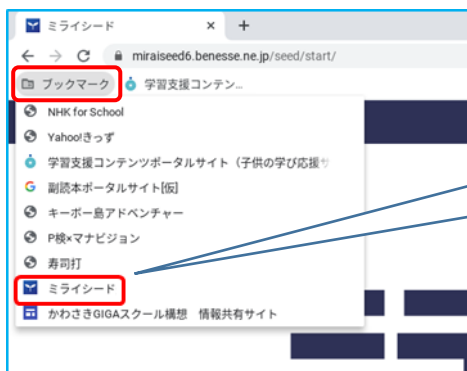 ミライシード
miraiseed6.benesse.ne.jp/seed/start/
ブックマーク 学習支援コンテン...
NHK for School
Yahoo!きっず
学習支援コンテンツポータルサイト（子供の学び応援サ
副読本ポータルサイト[仮]
キーボー島アドベンチャー
P検×マナビジョン
寿司打
ミライシード
かわさきGIGAスクール構想 情報共有サイト